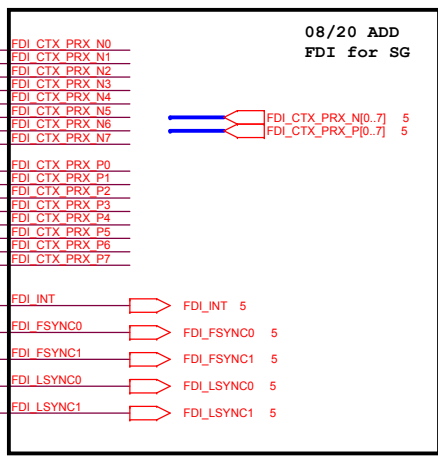 08/20 ADD
FDI for SG
FDI_CTX_PRX_N0
FDI_CTX_PRX_N1
FDI_CTX_PRX_N2
FDI_CTX_PRX_N3
FDI_CTX_PRX_N4
FDI_CTX_PRX_N5
FDI_CTX_PRX_N6
FDI_CTX_PRX_N7
FDI_CTX_PRX_N[0..7] 5
FDI_CTX_PRX_P[0..7] 5
FDI_CTX_PRX_P0
FDI_CTX_PRX_P1
FDI_CTX_PRX_P2
FDI_CTX_PRX_P3
FDI_CTX_PRX_P4
FDI_CTX_PRX_P5
FDI_CTX_PRX_P6
FDI_CTX_PRX_P7
FDI_INT FDI_INT 5
FDI_FSYNC0 FDI_FSYNC0 5
FDI_FSYNC1 FDI_FSYNC1 5
FDI_LSYNC0 FDI_LSYNC0 5
FDI_LSYNC1 FDI_LSYNC1 5